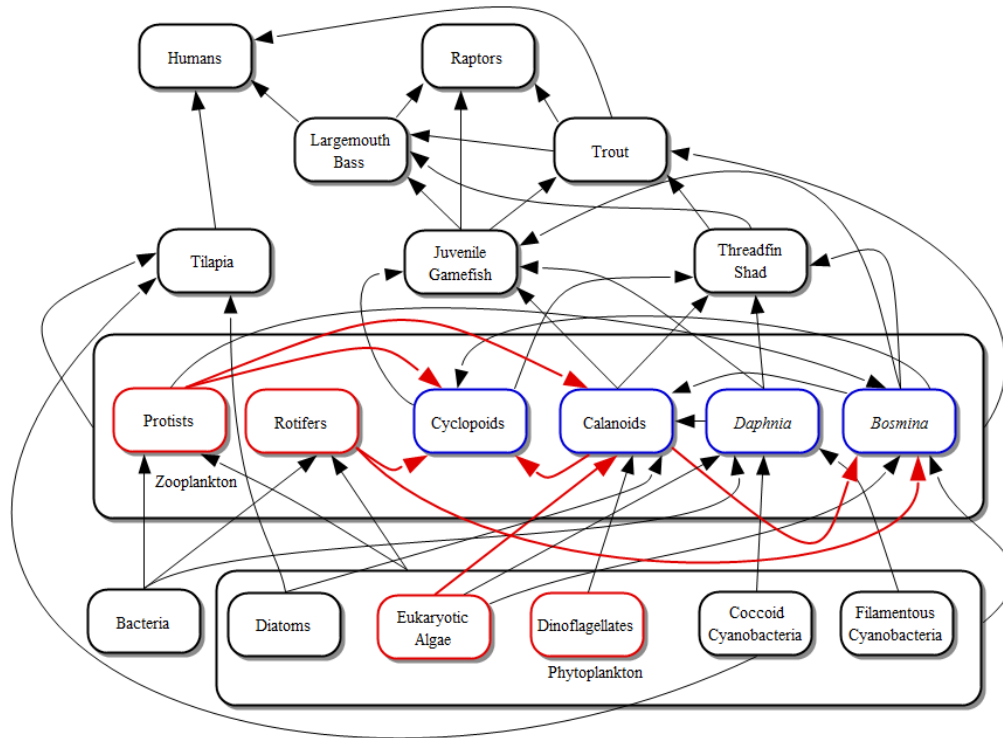 Humans
Raptors
Largemouth
Bass
Trout
Tilapia
Juvenile
Gamefish
Threadfin
Shad
Protists
Rotifers
Cyclopoids
Calanoids
Daphnia
Bosmina
Zooplankton
Bacteria
Diatoms
Eukaryotic
Algae
Dinoflagellates
Coccoid
Cyanobacteria
Filamentous
Cyanobacteria
Phytoplankton